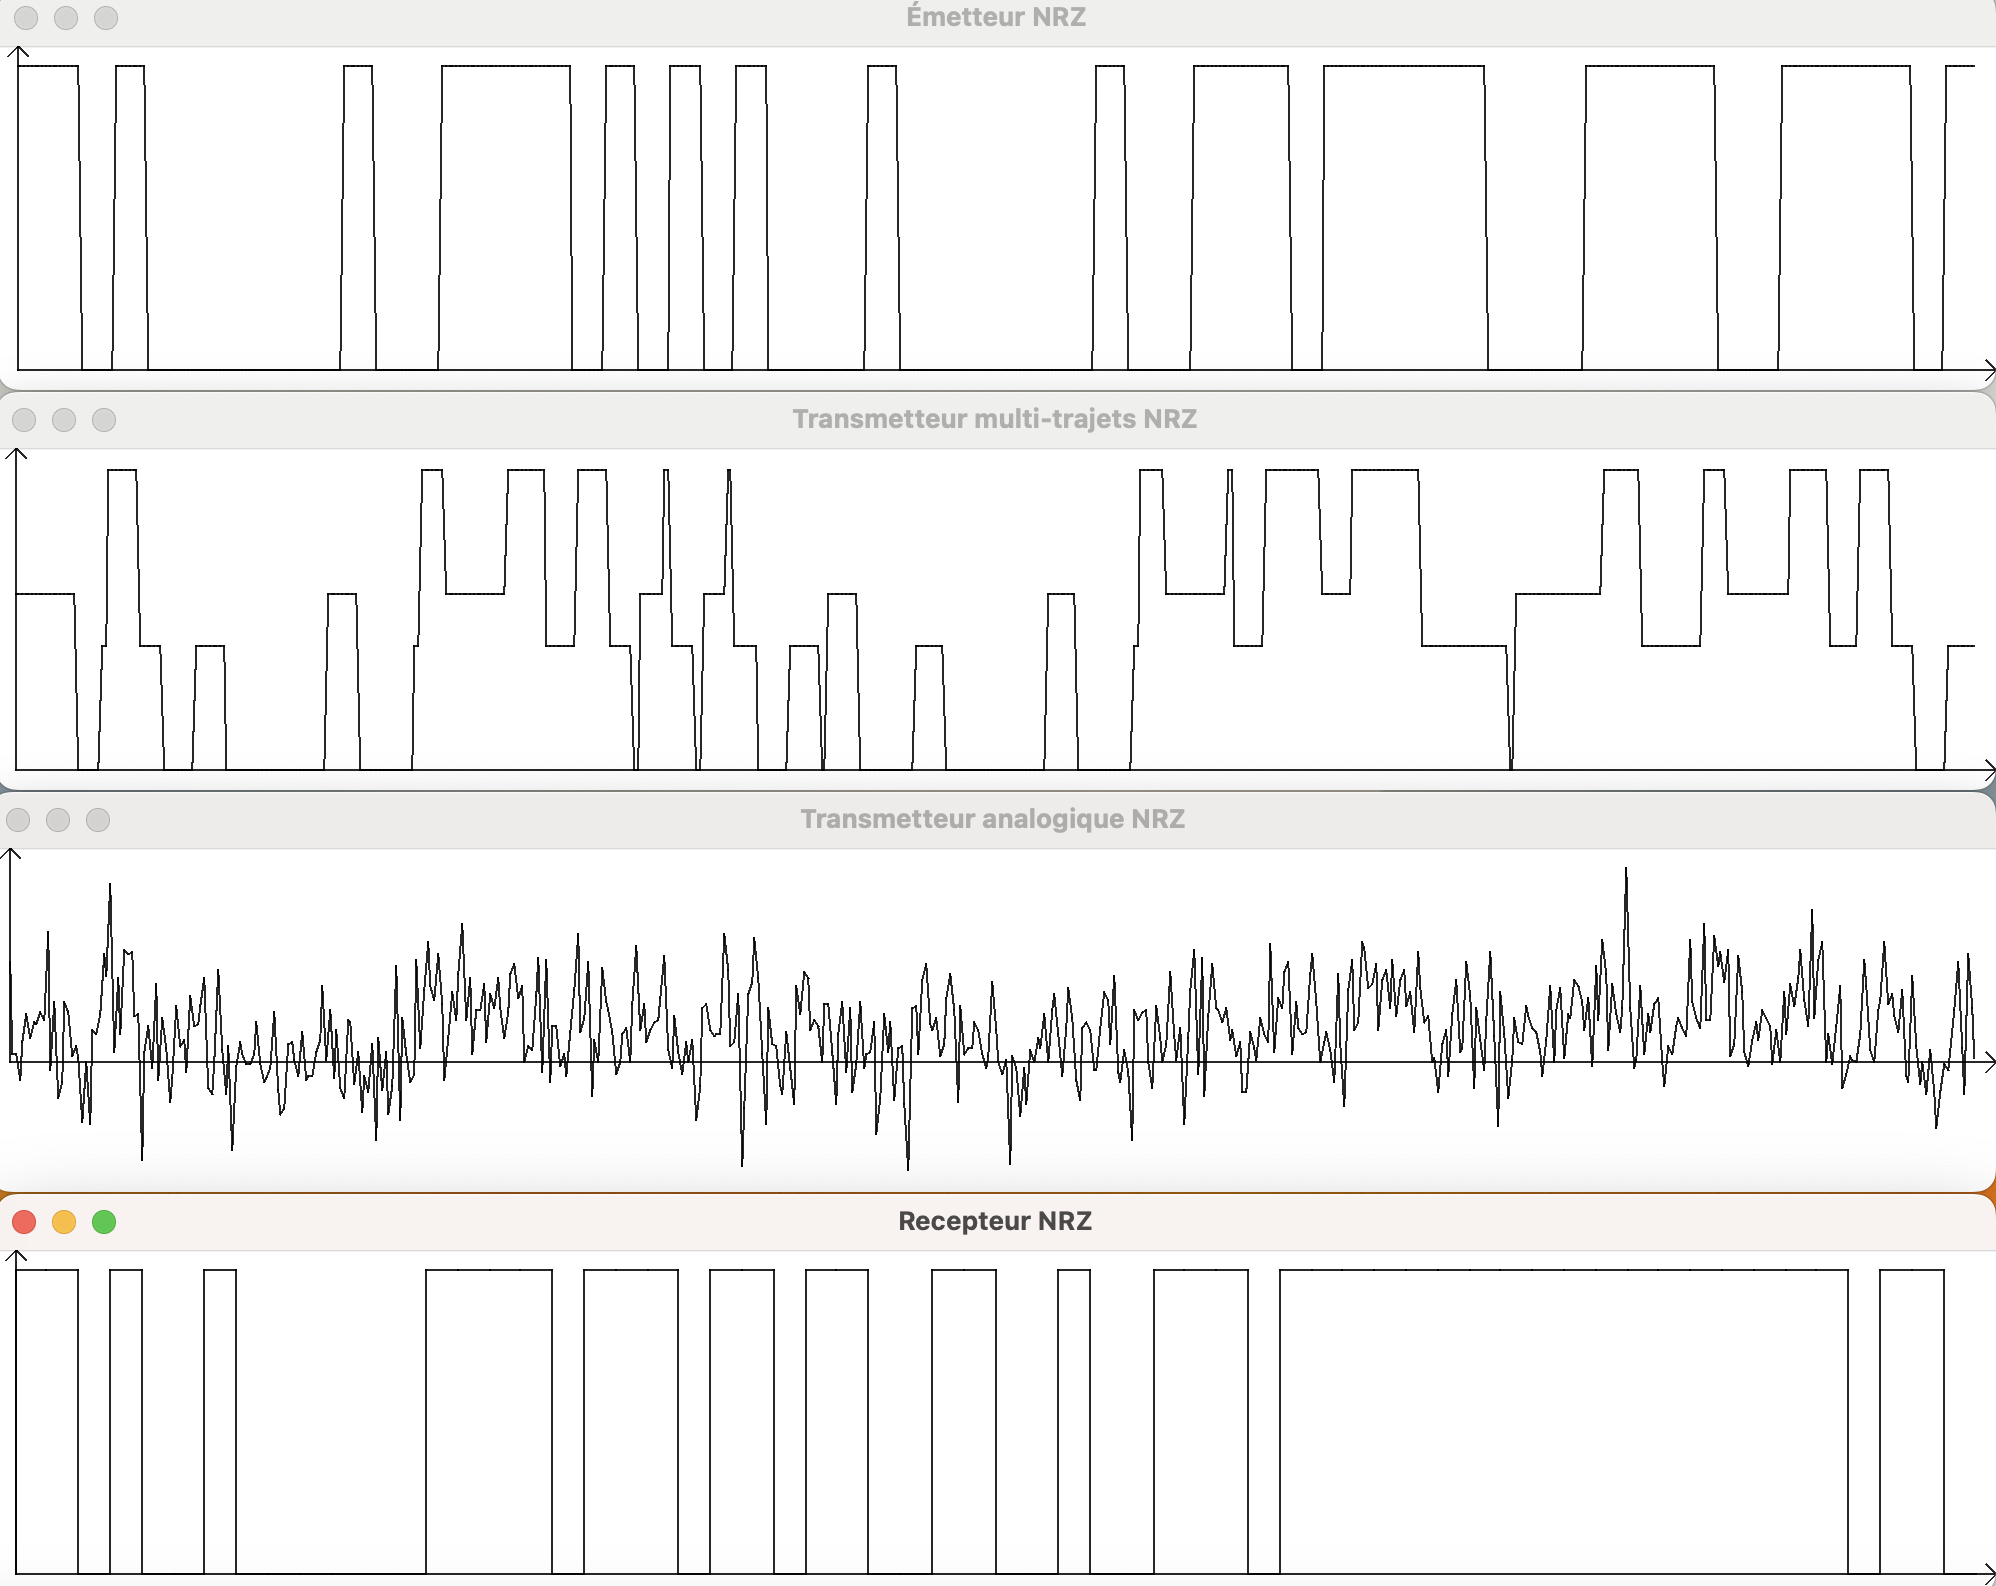 Émetteur NRZ
Transmetteur multi-trajets NRZ
Transmetteur analogique NRZ
Recepteur NRZ